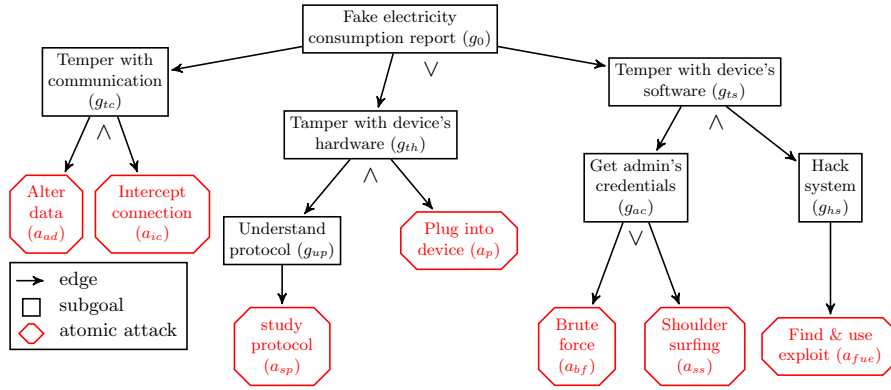 Fake electricity
consumption report (g0)
∨
Temper with
communication
(gtc)
∧
Tamper with device's
hardware (gth)
∧
Temper with device's
software (gts)
∧
Alter
data
(aad)
Intercept
connection
(aic)
Understand
protocol (gup)
Plug into
device (ap)
Get admin's
credentials
(gac)
∨
Hack
system
(ghs)
study
protocol
(asp)
Brute
force
(abf)
Shoulder
surfing
(ass)
Find & use
exploit (afue)
edge
subgoal
atomic attack